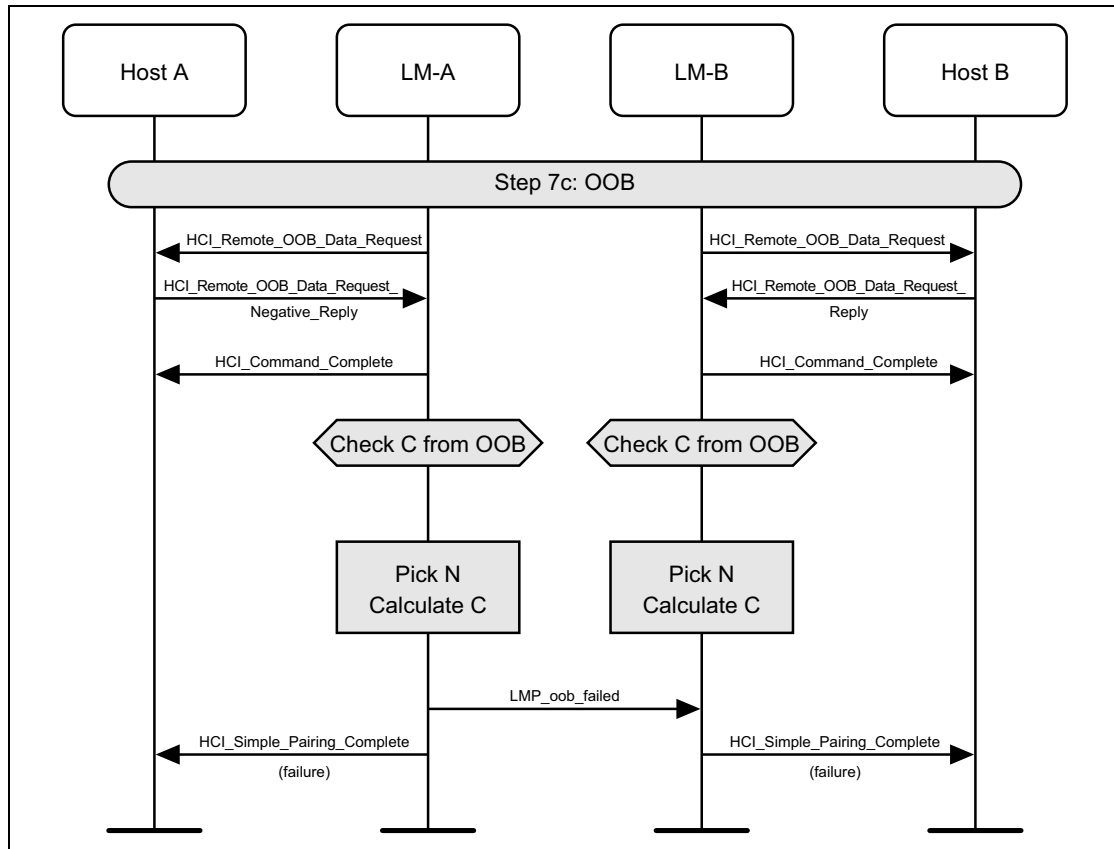 Host A
LM-A
LM-B
Host B
Step 7c: OOB
HCI_Remote_OOB_Data_Request
HCI_Remote_OOB_Data_Request
HCI_Remote_OOB_Data_Request_
Negative_Reply
HCI_Remote_OOB_Data_Request_
Reply
HCI_Command_Complete
HCI_Command_Complete
Check C from OOB
Check C from OOB
Pick N
Calculate C
Pick N
Calculate C
LMP_oob_failed
HCI_Simple_Pairing_Complete
(failure)
HCI_Simple_Pairing_Complete
(failure)